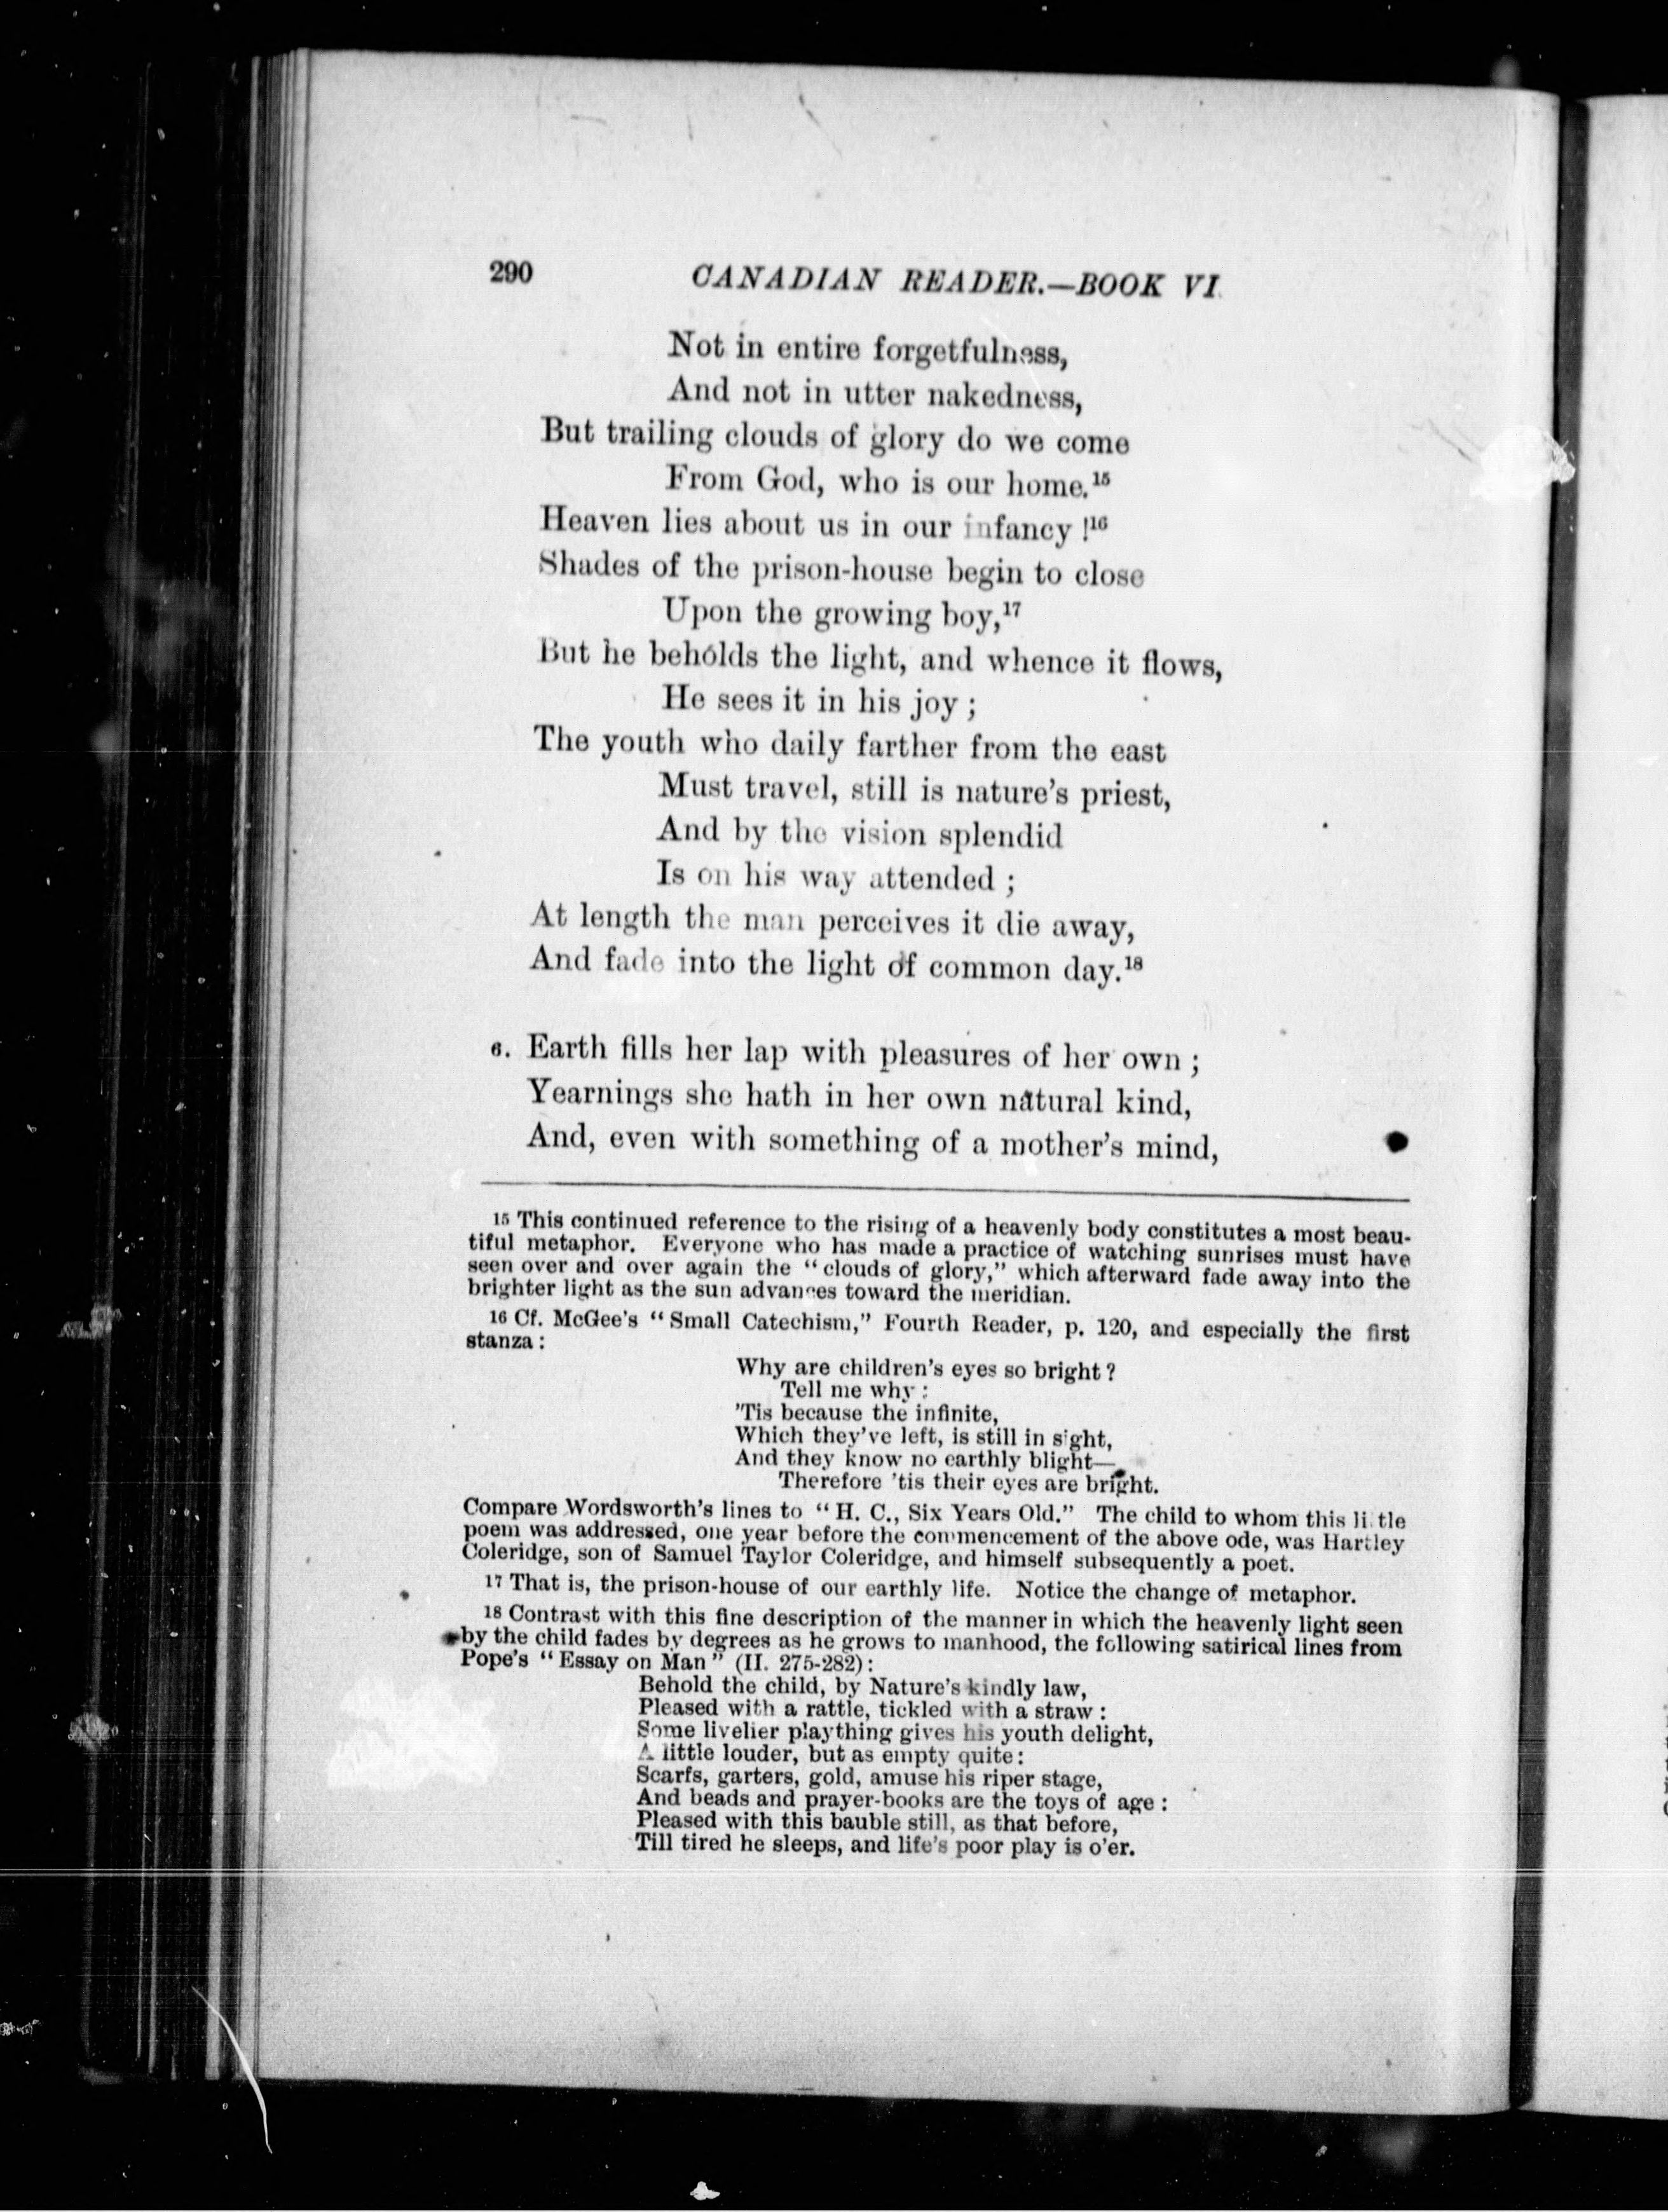 290 CANADIAN READER.—BOOK VI
Not in entire forgetfulness,
And not in utter nakedness,
But trailing clouds of glory do we come
From God, who is our home.15
Heaven lies about us in our infancy !16
Shades of the prison-house begin to close
Upon the growing boy,17
But he beholds the light, and whence it flows,
He sees it in his joy ;
The youth who daily farther from the east
Must travel, still is nature's priest,
And by the vision splendid
Is on his way attended ;
At length the man perceives it die away,
And fade into the light of common day.18
6. Earth fills her lap with pleasures of her own ;
Yearnings she hath in her own natural kind,
And, even with something of a mother's mind,
15 This continued reference to the rising of a heavenly body constitutes a most beau-
tiful metaphor. Everyone who has made a practice of watching sunrises must have
seen over and over again the "clouds of glory," which afterward fade away into the
brighter light as the sun advances toward the meridian.
16 Cf. McGee's "Small Catechism," Fourth Reader, p. 120, and especially the first
stanza :
Why are children's eyes so bright ?
Tell me why :
'Tis because the infinite,
Which they've left, is still in sight,
And they know no earthly blight—
Therefore 'tis their eyes are bright.
Compare Wordsworth's lines to "H. C., Six Years Old." The child to whom this little
poem was addressed, one year before the commencement of the above ode, was Hartley
Coleridge, son of Samuel Taylor Coleridge, and himself subsequently a poet.
17 That is, the prison-house of our earthly life. Notice the change of metaphor.
18 Contrast with this fine description of the manner in which the heavenly light seen
by the child fades by degrees as he grows to manhood, the following satirical lines from
Pope's "Essay on Man" (II. 275-282) :
Behold the child, by Nature's kindly law,
Pleased with a rattle, tickled with a straw :
Some livelier plaything gives his youth delight,
A little louder, but as empty quite :
Scarfs, garters, gold, amuse his riper stage,
And beads and prayer-books are the toys of age :
Pleased with this bauble still, as that before,
Till tired he sleeps, and life's poor play is o'er.